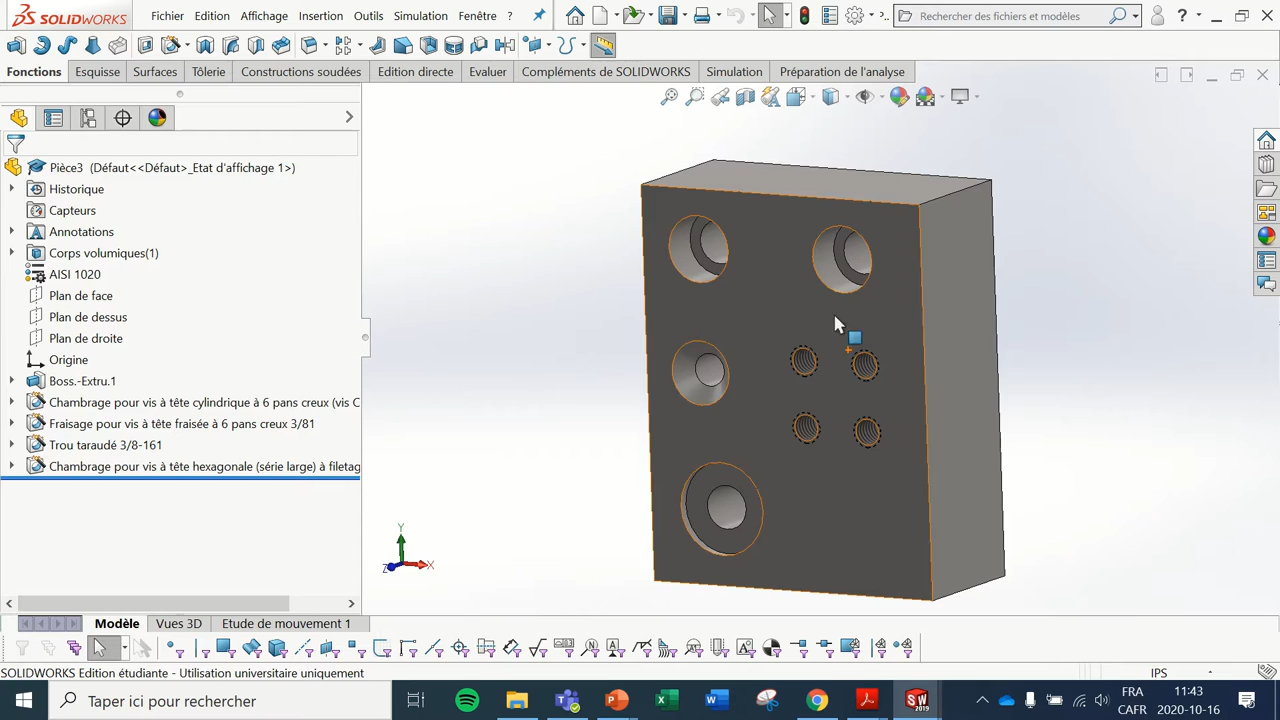 SOLIDWORKS Fichier Edition Affichage Insertion Outils Simulation Fenêtre ? Rechercher des fichiers et modèles ?
Fonctions Esquisse Surfaces Tôlerie Constructions soudées Edition directe Evaluer Compléments de SOLIDWORKS Simulation Préparation de l'analyse
Pièce3 (Défaut<<Défaut>_Etat d'affichage 1>)
Historique
Capteurs
Annotations
Corps volumiques(1)
AISI 1020
Plan de face
Plan de dessus
Plan de droite
Origine
Boss.-Extru.1
Chambrage pour vis à tête cylindrique à 6 pans creux (vis C
Fraisage pour vis à tête fraisée à 6 pans creux 3/81
Trou taraudé 3/8-161
Chambrage pour vis à tête hexagonale (série large) à filetag
Y
Z X
Modèle Vues 3D Etude de mouvement 1
SOLIDWORKS Edition étudiante - Utilisation universitaire uniquement IPS
Taper ici pour rechercher
FRA 11:43
CAFR 2020-10-16